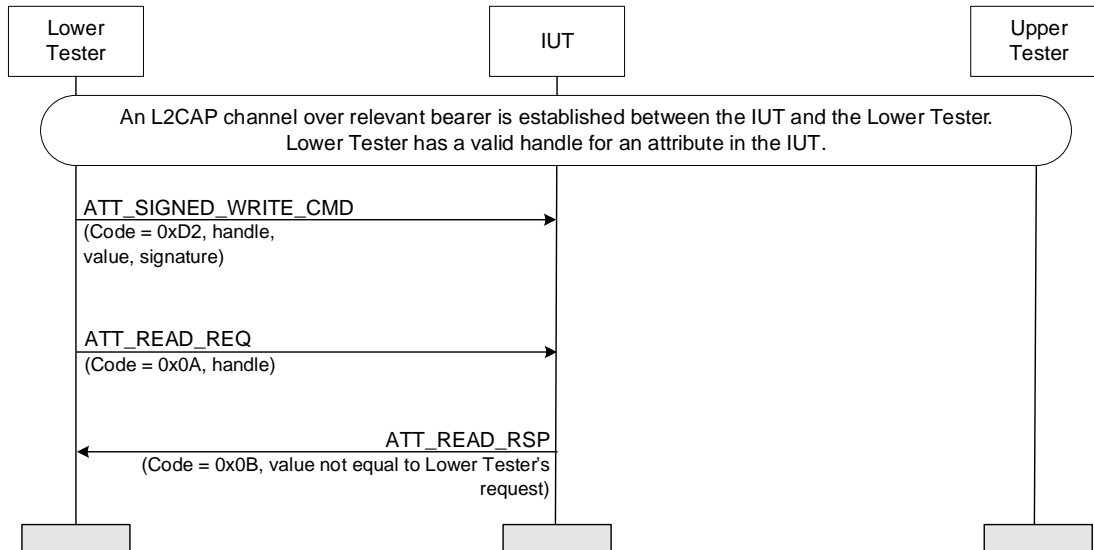 Lower
Tester
IUT
Upper
Tester
An L2CAP channel over relevant bearer is established between the IUT and the Lower Tester.
Lower Tester has a valid handle for an attribute in the IUT.
ATT_SIGNED_WRITE_CMD
(Code = 0xD2, handle,
value, signature)
ATT_READ_REQ
(Code = 0x0A, handle)
ATT_READ_RSP
(Code = 0x0B, value not equal to Lower Tester's
request)